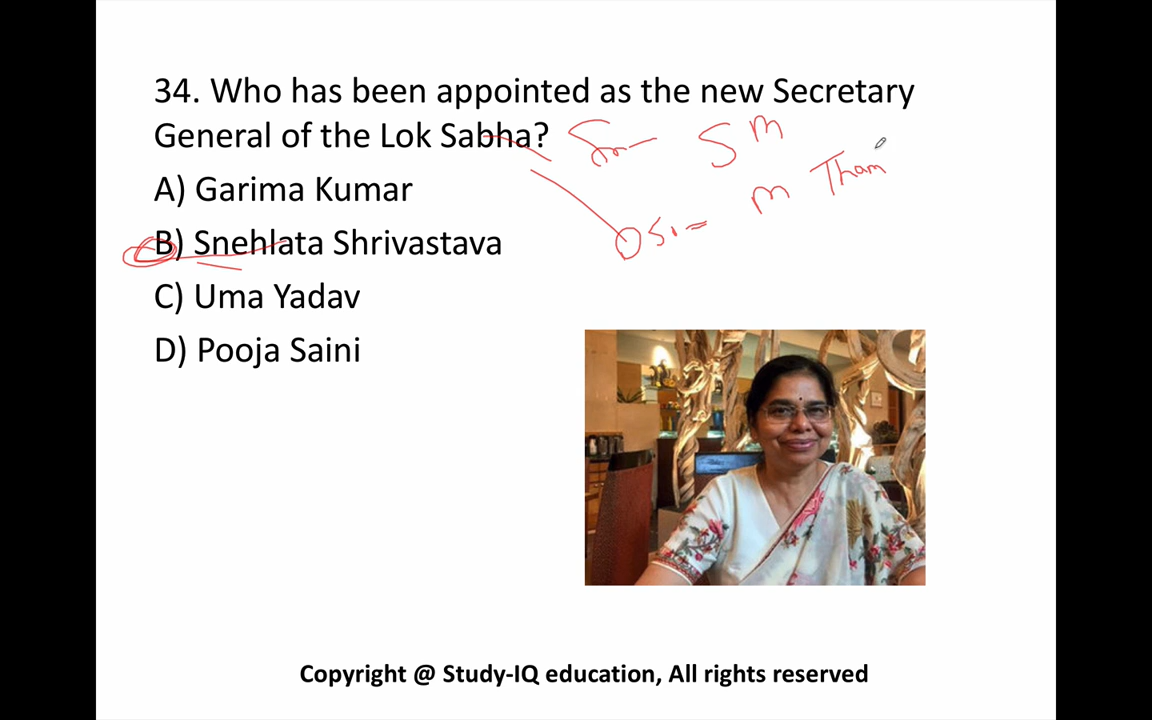 34. Who has been appointed as the new Secretary
General of the Lok Sabha?
A) Garima Kumar
B) Snehlata Shrivastava
C) Uma Yadav
D) Pooja Saini
S m
m Tham
Copyright @ Study-IQ education, All rights reserved